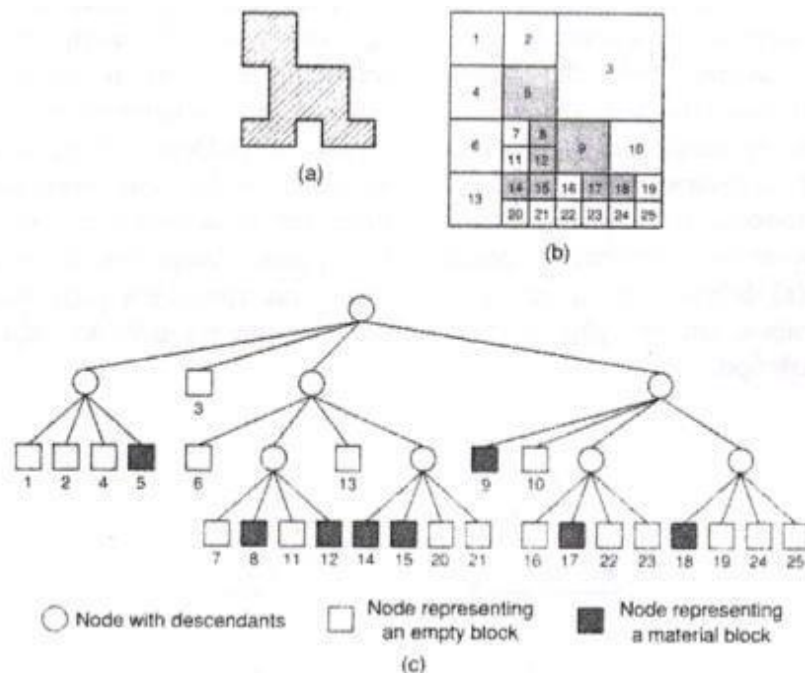 1 2 3
4 5
6 7 8 9 10
11 12
13 14 15 16 17 18 19
20 21 22 23 24 25
(a)
(b)
3
1 2 4 5 6 13 9 10
7 8 11 12 14 15 20 21 16 17 22 23 18 19 24 25
Node with descendants
Node representing
an empty block
Node representing
a material block
(c)